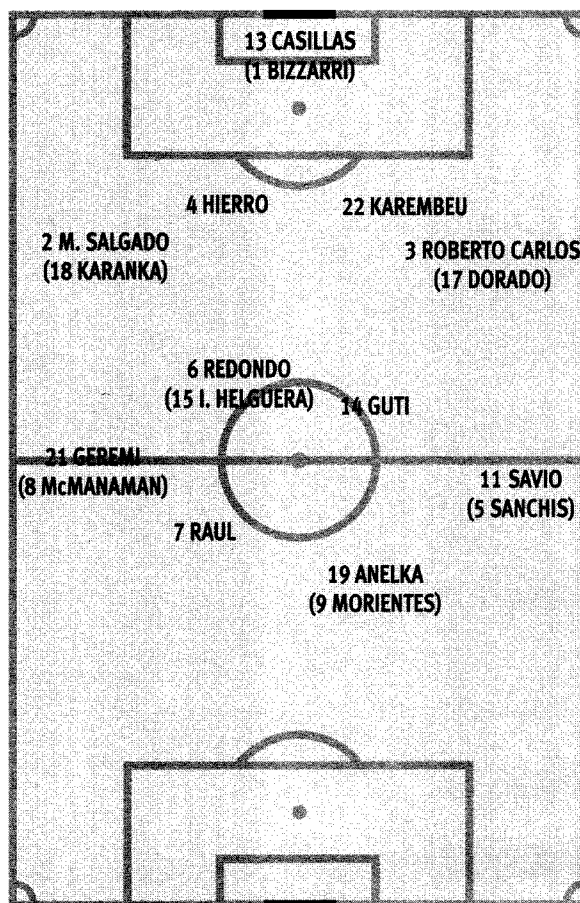 13 CASILLAS
(1 BIZZARRI)
4 HIERRO
22 KAREMBEU
2 M. SALGADO
(18 KARANKA)
3 ROBERTO CARLOS
(17 DORADO)
6 REDONDO
(15 I. HELGUERA)
14 GUTI
21 GEREMI
(8 McMANAMAN)
11 SAVIO
(5 SANCHIS)
7 RAUL
19 ANELKA
(9 MORIENTES)